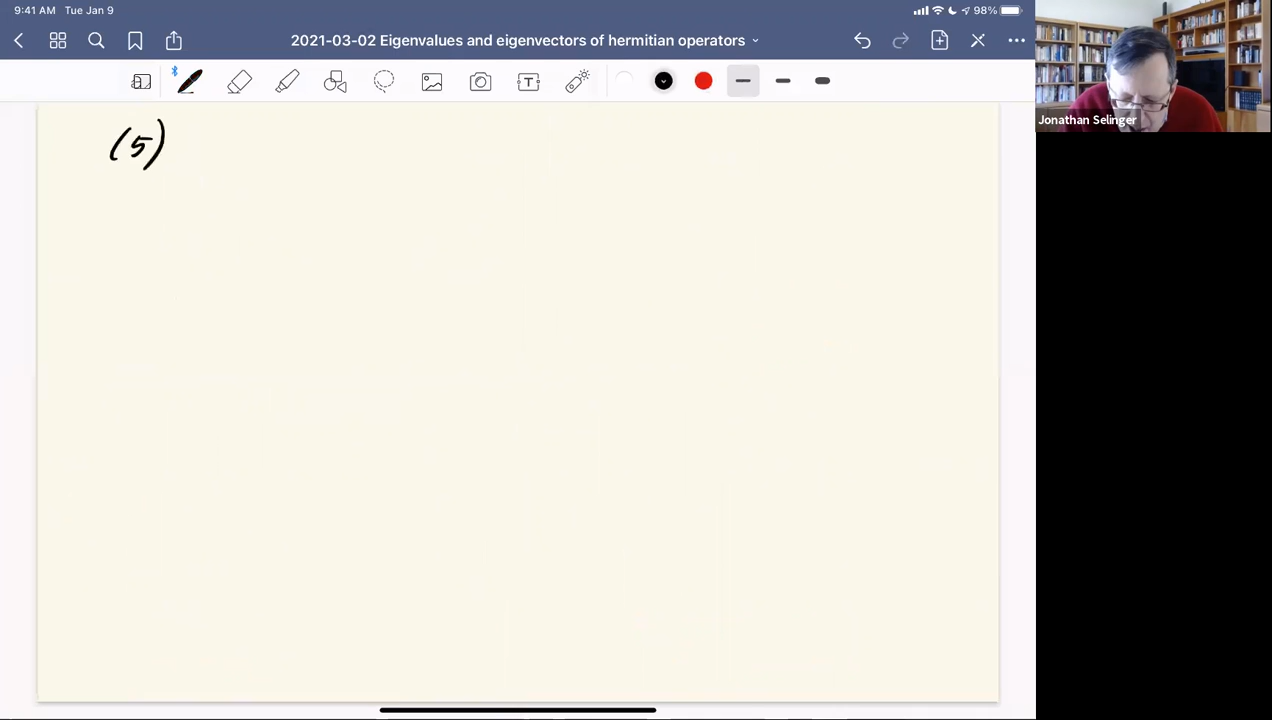 9:41 AM Tue Jan 9
98%
2021-03-02 Eigenvalues and eigenvectors of hermitian operators
T
Jonathan Selinger
(5)